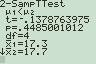 2-SampTTest
μ₁<μ₂
t=-.1378763975
p=.4485001012
df=4
x̄₁=17.3
↓x̄₂=17.7